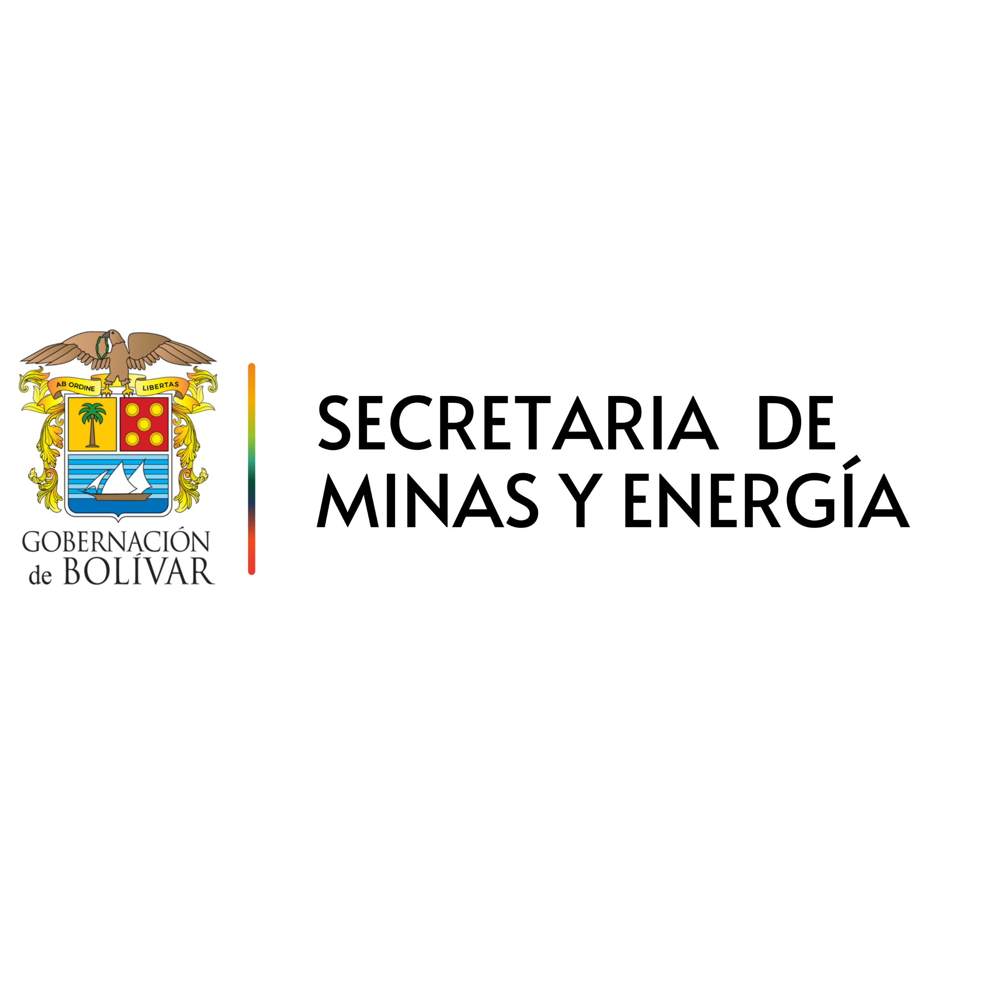 AB ORDINE LIBERTAS
GOBERNACIÓN
de BOLÍVAR
SECRETARIA DE
MINAS Y ENERGÍA